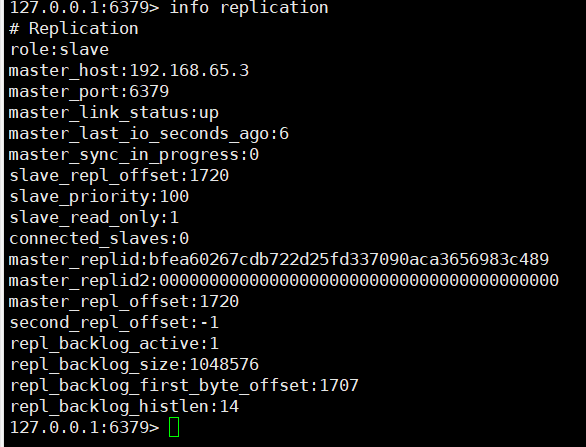 127.0.0.1:6379> info replication
# Replication
role:slave
master_host:192.168.65.3
master_port:6379
master_link_status:up
master_last_io_seconds_ago:6
master_sync_in_progress:0
slave_repl_offset:1720
slave_priority:100
slave_read_only:1
connected_slaves:0
master_replid:bfea60267cdb722d25fd337090aca3656983c489
master_replid2:0000000000000000000000000000000000000000
master_repl_offset:1720
second_repl_offset:-1
repl_backlog_active:1
repl_backlog_size:1048576
repl_backlog_first_byte_offset:1707
repl_backlog_histlen:14
127.0.0.1:6379>